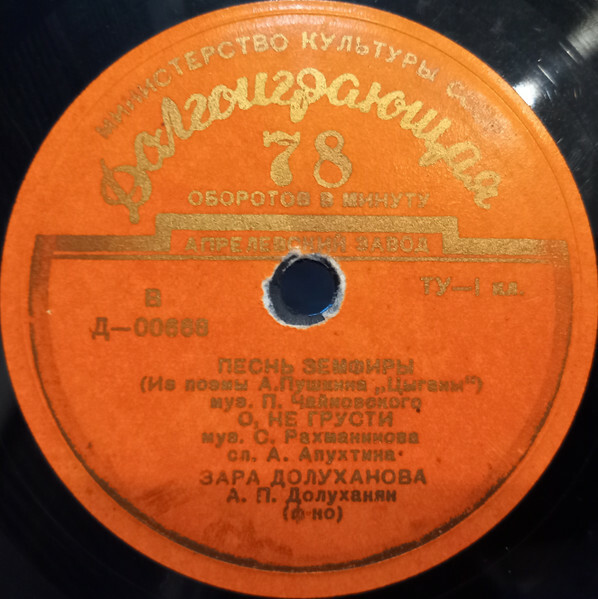 МИНИСТЕРСТВО КУЛЬТУРЫ СССР
Долгоиграющая
78
ОБОРОТОВ В МИНУТУ
АПРЕЛЕВСКИЙ ЗАВОД
В
ТУ—I кл.
Д—00668
ПЕСНЬ ЗЕМФИРЫ
(Из поэмы А.Пушкина „Цыганы“)
муз. П. Чайковского
О, НЕ ГРУСТИ
муз. С. Рахманинова
сл. А. Апухтина
ЗАРА ДОЛУХАНОВА
А. П. Долуханян
(ф-но)